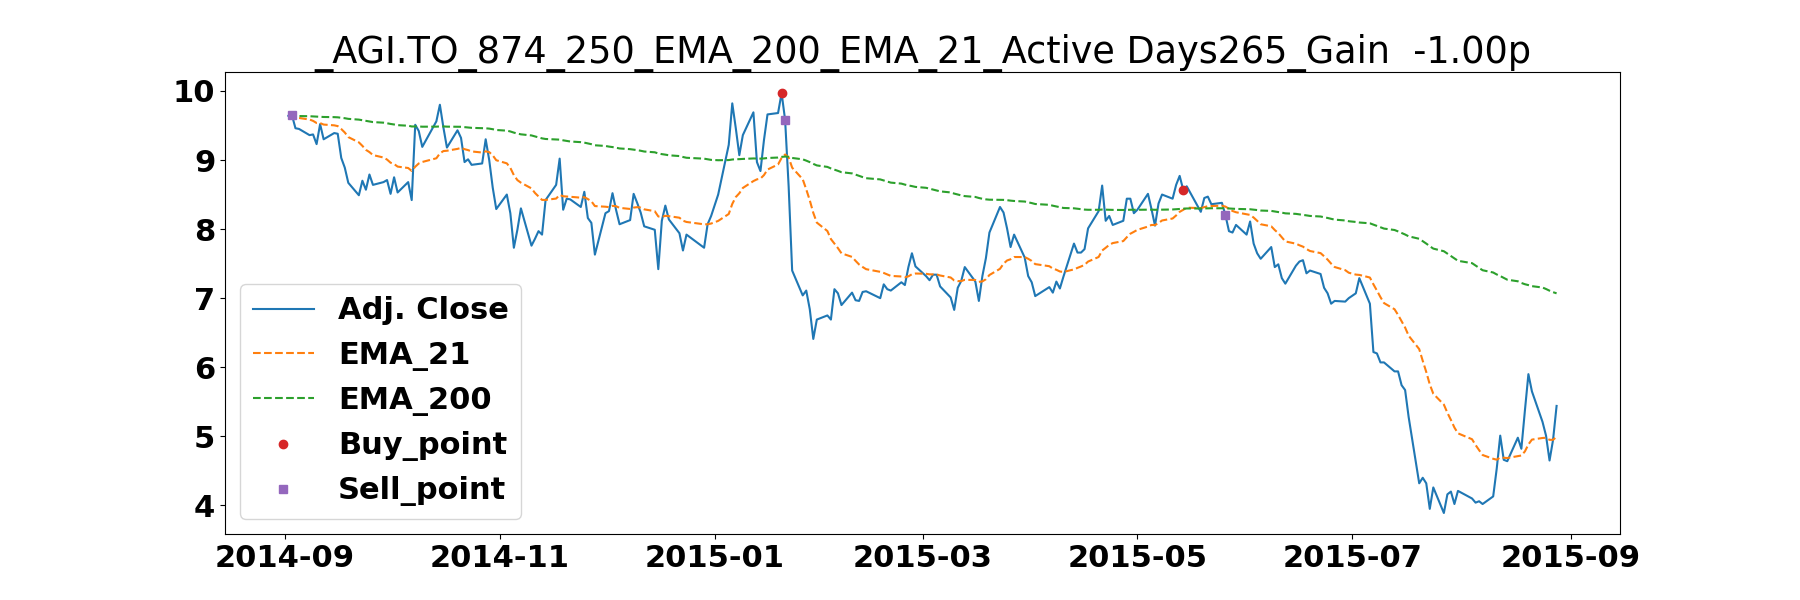 _AGI.TO_874_250_EMA_200_EMA_21_Active Days265_Gain  -1.00p
10
9
8
7
6
5
4
Adj. Close
EMA_21
EMA_200
Buy_point
Sell_point
2014-09 2014-11 2015-01 2015-03 2015-05 2015-07 2015-09